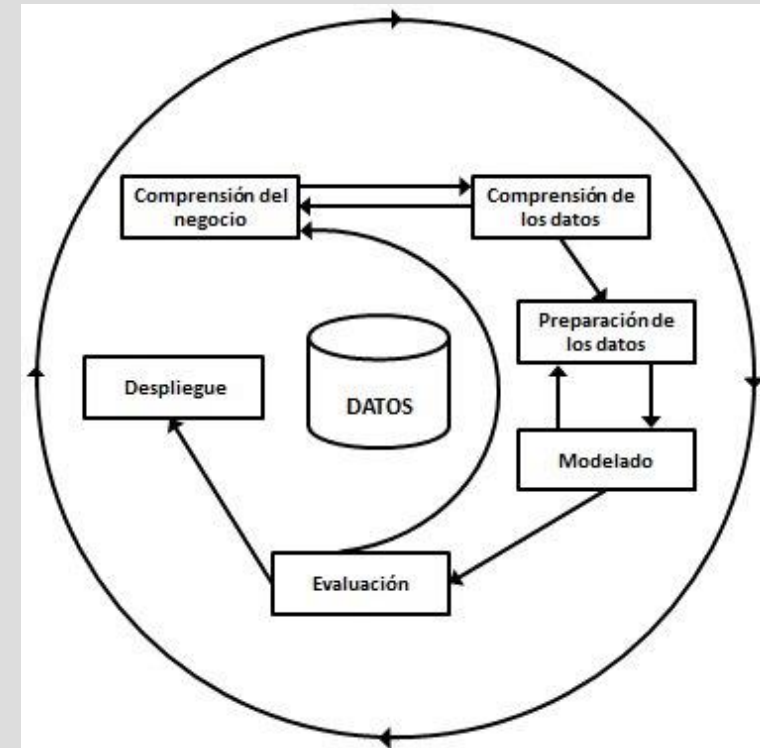 Comprensión del
negocio
Comprensión de
los datos
Preparación de
los datos
Despliegue
DATOS
Modelado
Evaluación